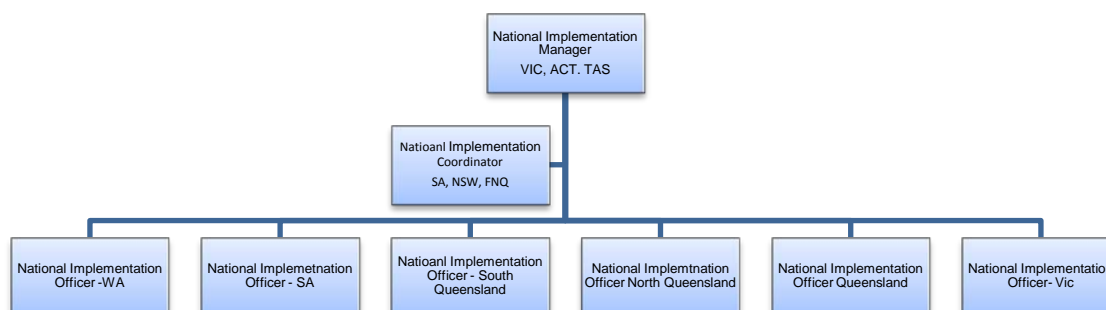 National Implementation
Manager
VIC, ACT. TAS
Natioanl Implementation
Coordinator
SA, NSW, FNQ
National Implementation
Officer -WA
National Implemetnation
Officer - SA
Natioanl Implementation
Officer - South
Queensland
National Implemtnation
Officer North Queensland
National Implementation
Officer Queensland
National Implementatio
Officer- Vic